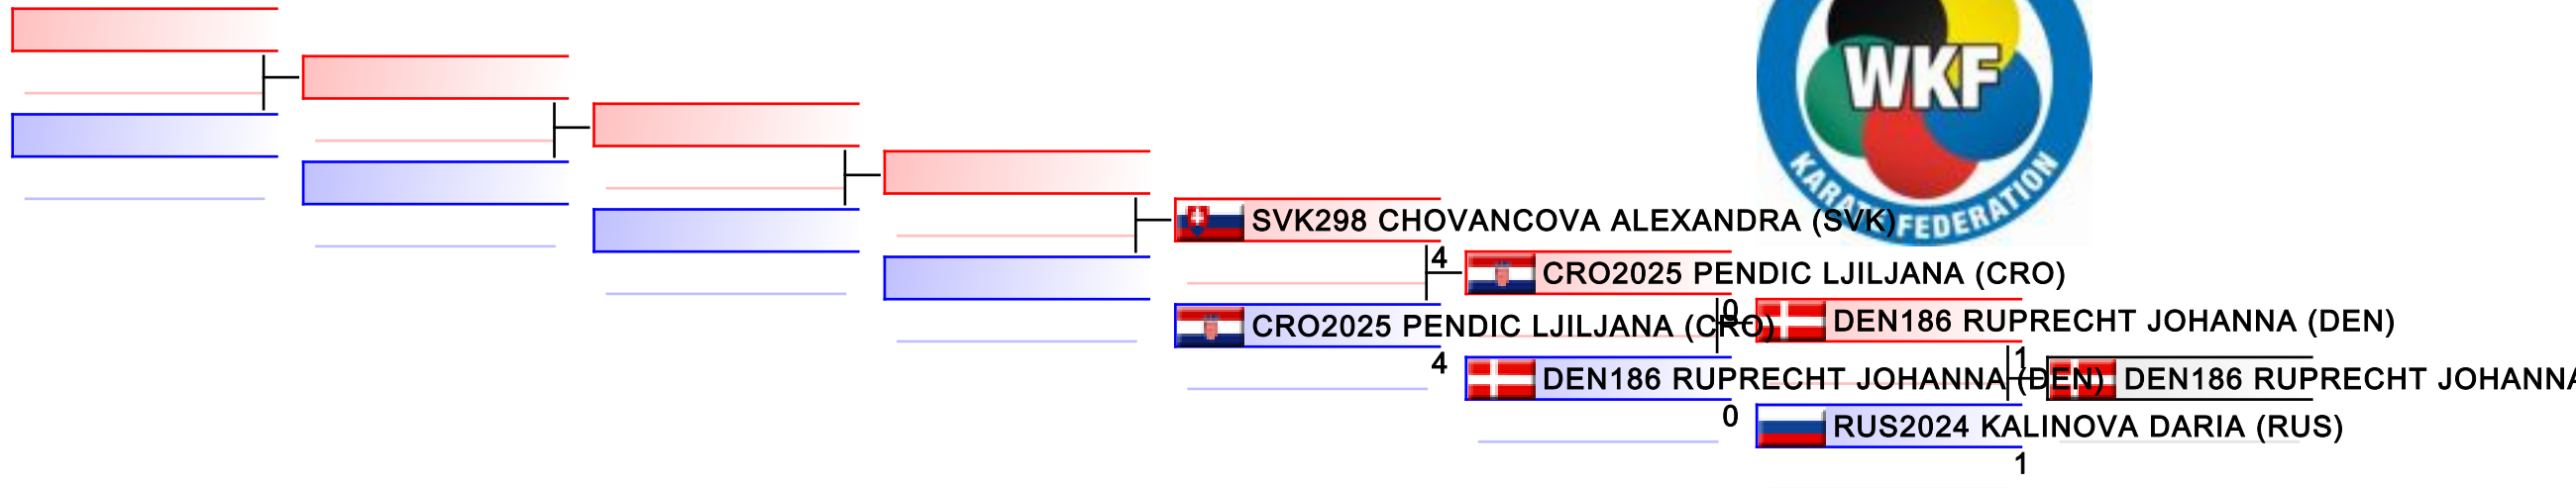 WKF
KARATE FEDERATION
SVK298 CHOVANCOVA ALEXANDRA (SVK)
4
CRO2025 PENDIC LJILJANA (CRO)
0
CRO2025 PENDIC LJILJANA (CRO)
DEN186 RUPRECHT JOHANNA (DEN)
4
1
DEN186 RUPRECHT JOHANNA (DEN)
DEN186 RUPRECHT JOHANNA
0
RUS2024 KALINOVA DARIA (RUS)
1